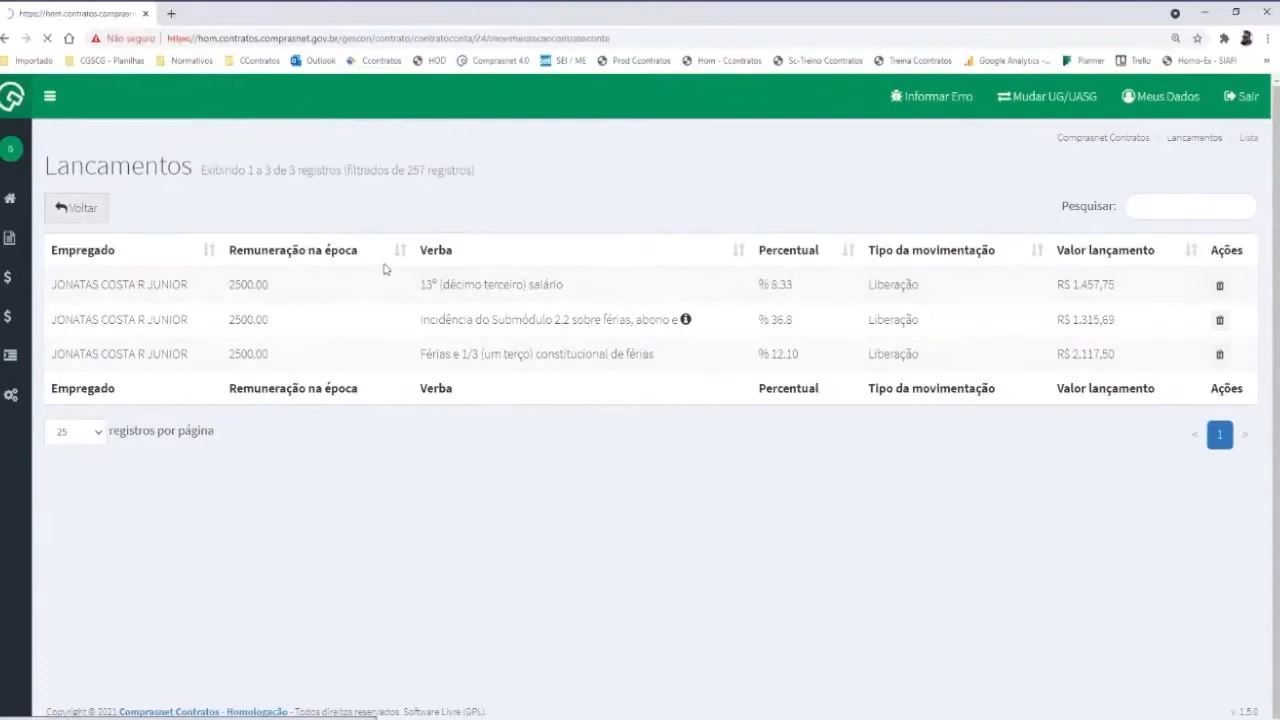 https://hom.contratos.compras
Não seguro
Importado CGSCG - Planilhas Normativos CContratos Outlook Ccontratos HOD Comprasnet 4.0 SEI / ME Prod Ccontratos Hom - Ccontratos Sc-Treino Ccontratos Treina Ccontratos Google Analytics -... Planner Trello Homo-Ex - SIAFI »
Informar Erro Mudar UG/UASG Meus Dados Sair
G
Comprasnet Contratos Lancamentos Lista
Lancamentos Exibindo 1 a 3 de 3 registros (filtrados de 257 registros)
Voltar Pesquisar:
Empregado Remuneração na época Verba Percentual Tipo da movimentação Valor lançamento Ações
JONATAS COSTA R JUNIOR 2500.00 13º (décimo terceiro) salário % 8.33 Liberação R$ 1.457,75
JONATAS COSTA R JUNIOR 2500.00 Incidência do Submódulo 2.2 sobre férias, abono e % 36.8 Liberação R$ 1.315,69
JONATAS COSTA R JUNIOR 2500.00 Férias e 1/3 (um terço) constitucional de férias % 12.10 Liberação R$ 2.117,50
Empregado Remuneração na época Verba Percentual Tipo da movimentação Valor lançamento Ações
25 registros por página < 1 >
Copyright © 2021 Comprasnet Contratos - Homologação - Todos direitos reservados. Software Livre (GPL). v. 1.5.0